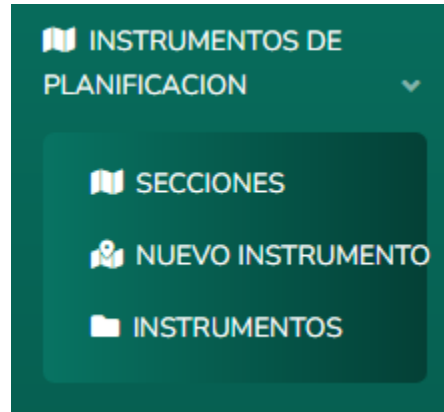 INSTRUMENTOS DE
PLANIFICACION
SECCIONES
NUEVO INSTRUMENTO
INSTRUMENTOS